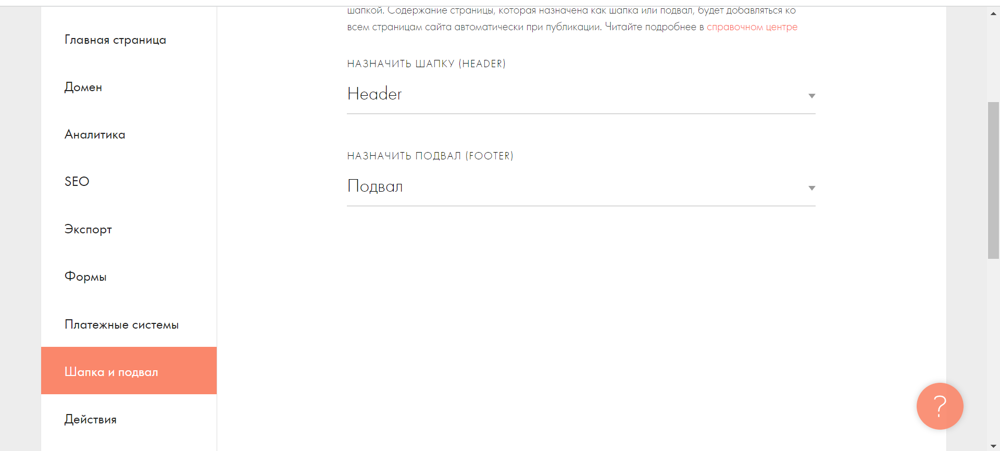 Главная страница
Домен
Аналитика
SEO
Экспорт
Формы
Платежные системы
Шапка и подвал
Действия
шапкой. Содержание страницы, которая назначена как шапка или подвал, будет добавляться ко
всем страницам сайта автоматически при публикации. Читайте подробнее в справочном центре
НАЗНАЧИТЬ ШАПКУ (HEADER)
Header
НАЗНАЧИТЬ ПОДВАЛ (FOOTER)
Подвал
?